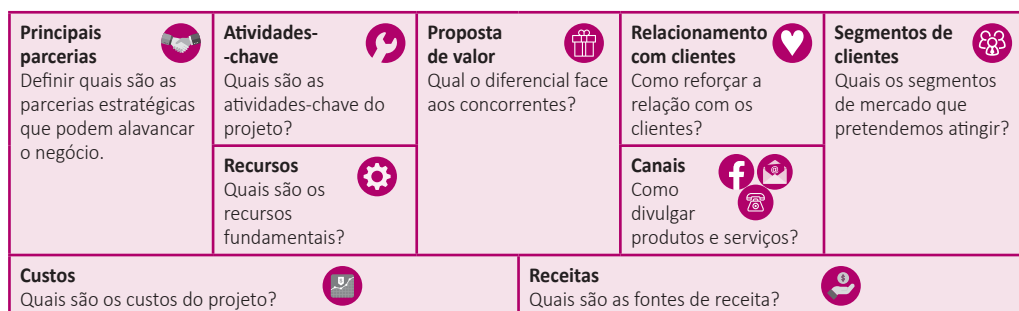 Principais
parcerias
Definir quais são as
parcerias estratégicas
que podem alavancar
o negócio.
Atividades-
-chave
Quais são as
atividades-chave do
projeto?
Recursos
Quais são os
recursos
fundamentais?
Proposta
de valor
Qual o diferencial face
aos concorrentes?
Relacionamento
com clientes
Como reforçar a
relação com os
clientes?
Canais
Como
divulgar
produtos e serviços?
Segmentos de
clientes
Quais os segmentos
de mercado que
pretendemos atingir?
Custos
Quais são os custos do projeto?
Receitas
Quais são as fontes de receita?